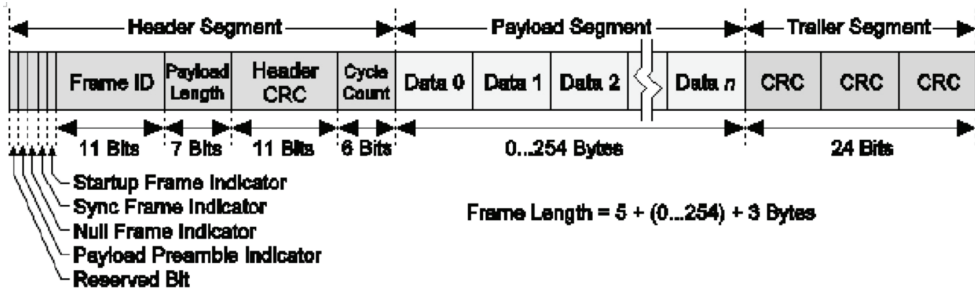 Header Segment Payload Segment Trailer Segment
Frame ID Payload Length Header CRC Cycle Count Data 0 Data 1 Data 2 Data n CRC CRC CRC
11 Bits 7 Bits 11 Bits 6 Bits 0...254 Bytes 24 Bits
Startup Frame Indicator
Sync Frame Indicator
Null Frame Indicator
Payload Preamble Indicator
Reserved Bit
Frame Length = 5 + (0...254) + 3 Bytes